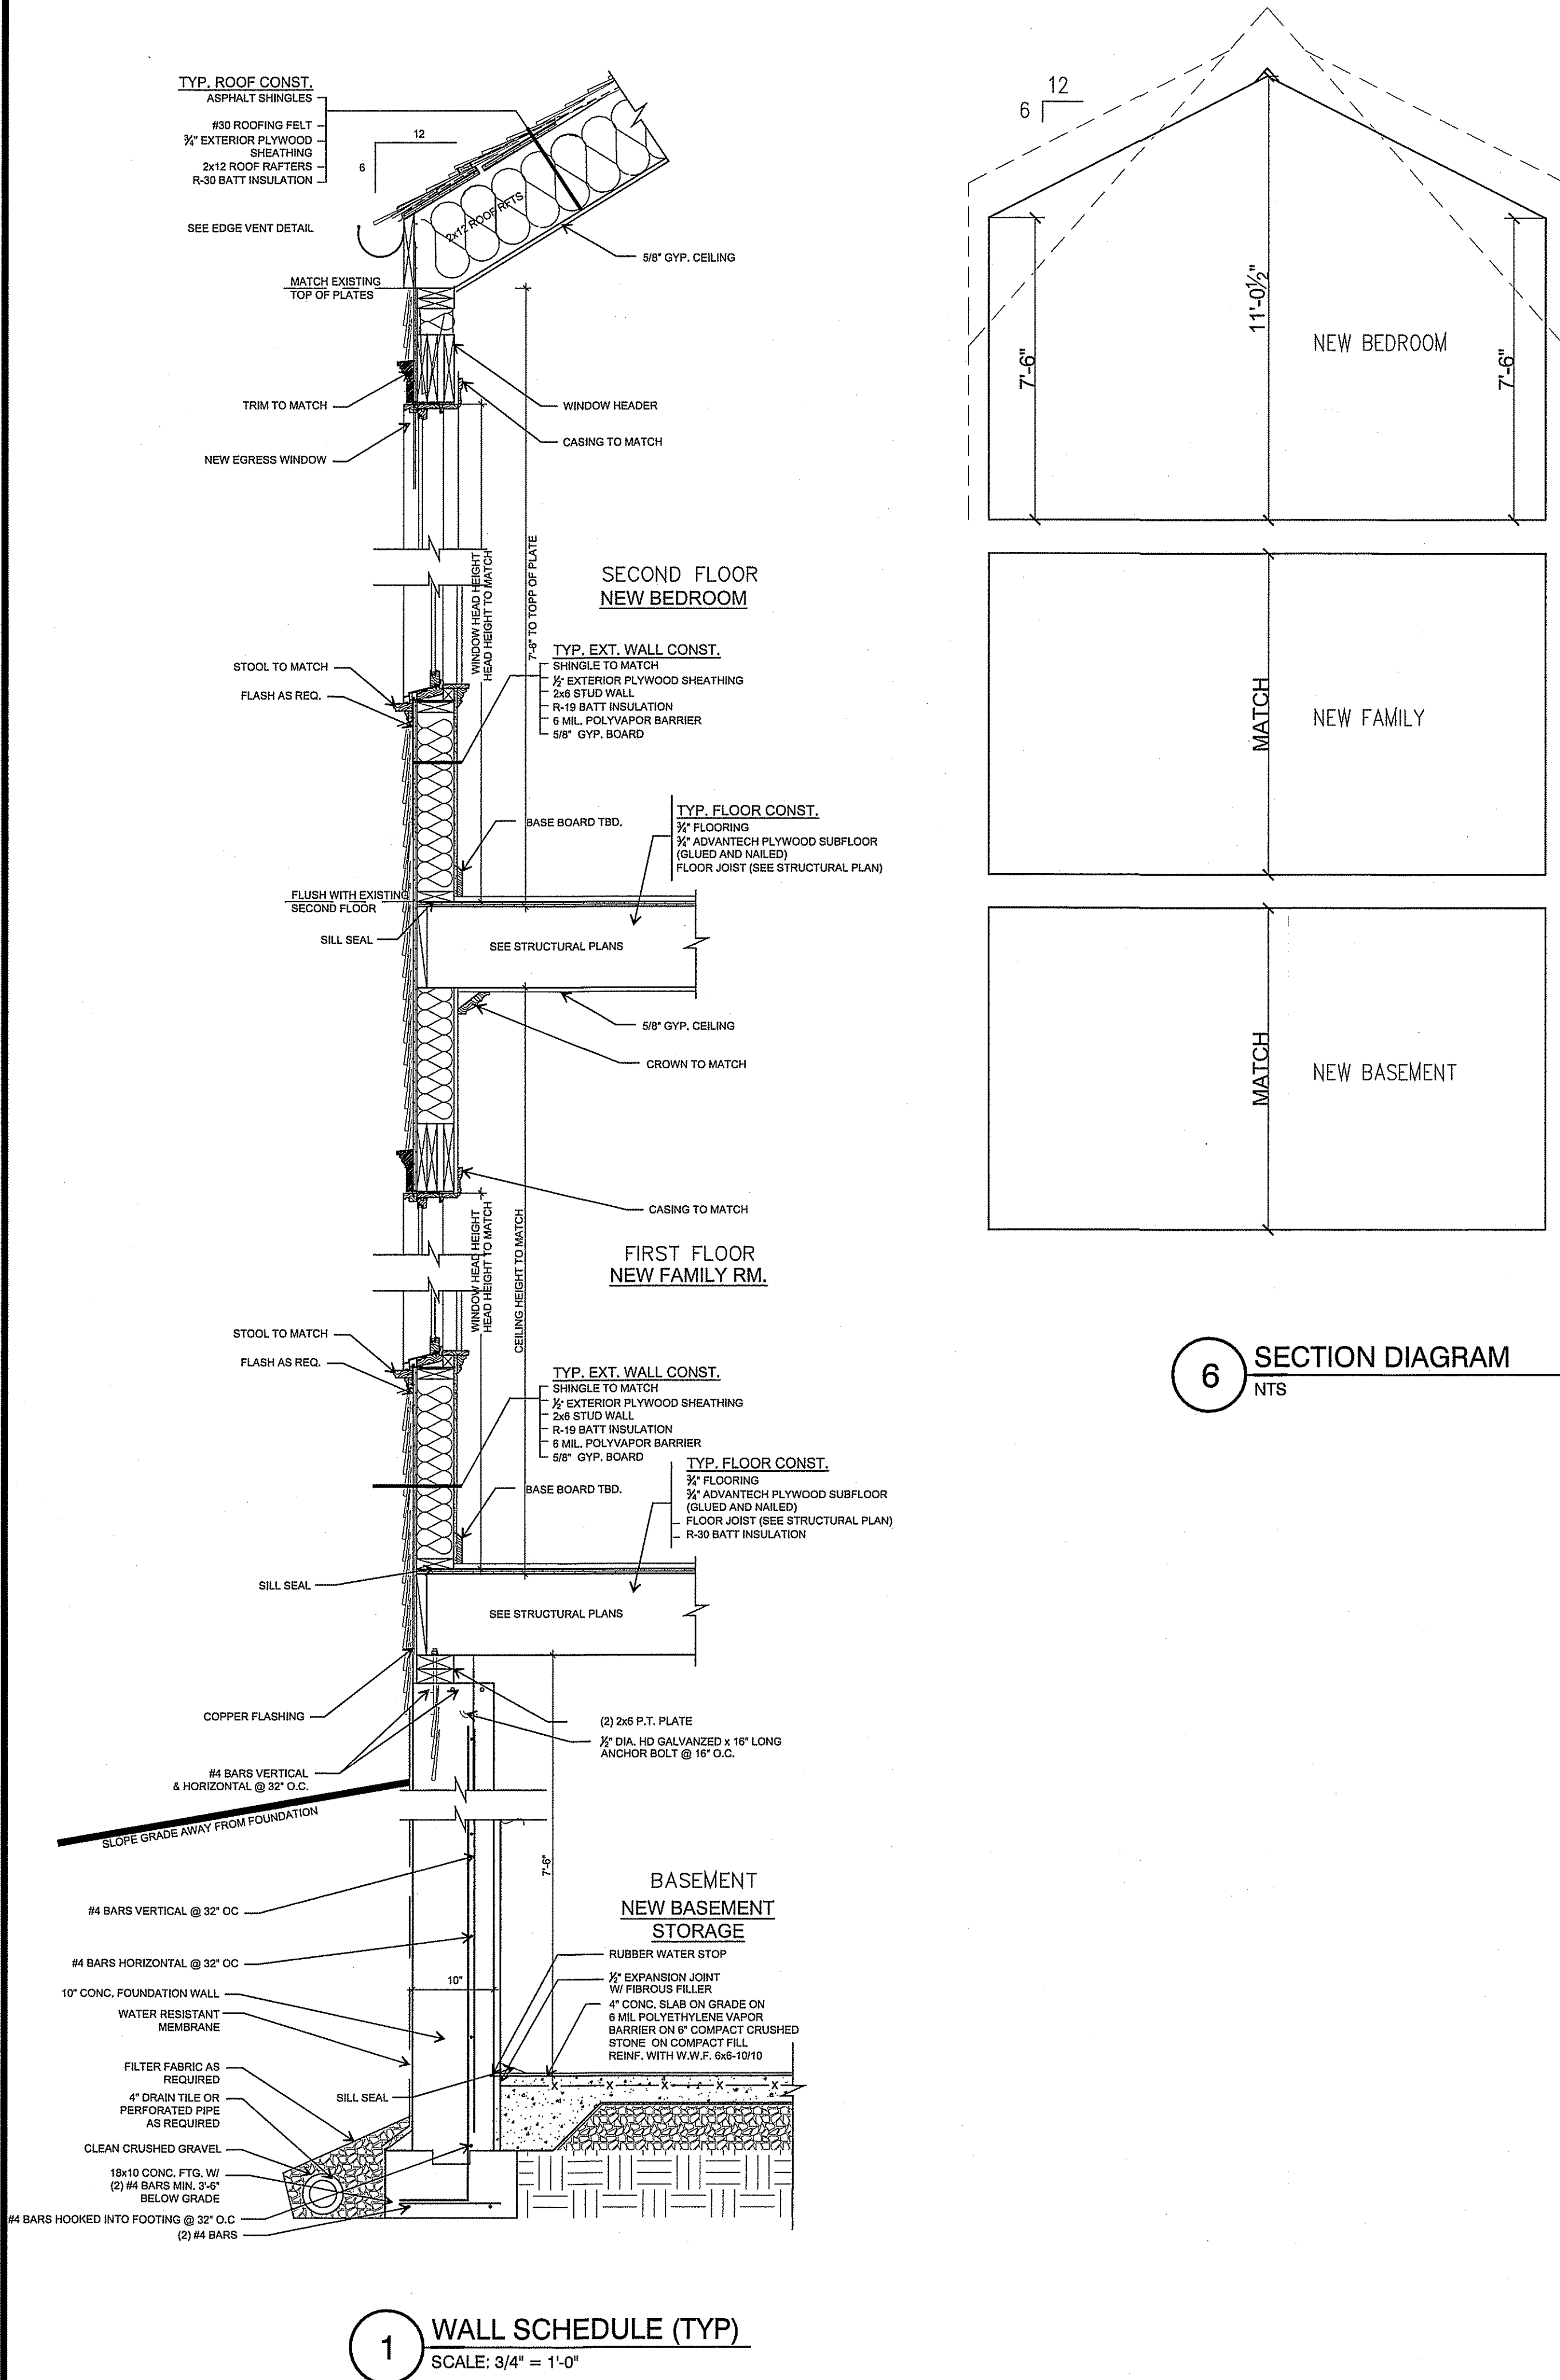 TYP. ROOF CONST.
ASPHALT SHINGLES
#30 ROOFING FELT
3/4" EXTERIOR PLYWOOD
SHEATHING
2x12 ROOF RAFTERS
R-30 BATT INSULATION
12
6
2x12 ROOF RFTS
SEE EDGE VENT DETAIL
5/8" GYP. CEILING
MATCH EXISTING
TOP OF PLATES
TRIM TO MATCH
WINDOW HEADER
CASING TO MATCH
NEW EGRESS WINDOW
WINDOW HEAD HEIGHT
HEAD HEIGHT TO MATCH
7'-6" TO TOPP OF PLATE
SECOND FLOOR
NEW BEDROOM
STOOL TO MATCH
FLASH AS REQ.
TYP. EXT. WALL CONST.
SHINGLE TO MATCH
1/2" EXTERIOR PLYWOOD SHEATHING
2x6 STUD WALL
R-19 BATT INSULATION
6 MIL. POLYVAPOR BARRIER
5/8" GYP. BOARD
BASE BOARD TBD.
TYP. FLOOR CONST.
3/4" FLOORING
3/4" ADVANTECH PLYWOOD SUBFLOOR
(GLUED AND NAILED)
FLOOR JOIST (SEE STRUCTURAL PLAN)
FLUSH WITH EXISTING
SECOND FLOOR
SILL SEAL
SEE STRUCTURAL PLANS
5/8" GYP. CEILING
CROWN TO MATCH
CASING TO MATCH
WINDOW HEAD HEIGHT
HEAD HEIGHT TO MATCH
CEILING HEIGHT TO MATCH
FIRST FLOOR
NEW FAMILY RM.
STOOL TO MATCH
FLASH AS REQ.
TYP. EXT. WALL CONST.
SHINGLE TO MATCH
1/2" EXTERIOR PLYWOOD SHEATHING
2x6 STUD WALL
R-19 BATT INSULATION
6 MIL. POLYVAPOR BARRIER
5/8" GYP. BOARD
BASE BOARD TBD.
TYP. FLOOR CONST.
3/4" FLOORING
3/4" ADVANTECH PLYWOOD SUBFLOOR
(GLUED AND NAILED)
FLOOR JOIST (SEE STRUCTURAL PLAN)
R-30 BATT INSULATION
SILL SEAL
SEE STRUCTURAL PLANS
COPPER FLASHING
(2) 2x6 P.T. PLATE
1/2" DIA. HD GALVANZED x 16" LONG
ANCHOR BOLT @ 16" O.C.
#4 BARS VERTICAL
& HORIZONTAL @ 32" O.C.
SLOPE GRADE AWAY FROM FOUNDATION
7'-6"
BASEMENT
NEW BASEMENT
STORAGE
#4 BARS VERTICAL @ 32" OC
#4 BARS HORIZONTAL @ 32" OC
10"
10" CONC. FOUNDATION WALL
WATER RESISTANT
MEMBRANE
RUBBER WATER STOP
1/2" EXPANSION JOINT
W/ FIBROUS FILLER
4" CONC. SLAB ON GRADE ON
6 MIL POLYETHYLENE VAPOR
BARRIER ON 6" COMPACT CRUSHED
STONE ON COMPACT FILL
REINF. WITH W.W.F. 6x6-10/10
FILTER FABRIC AS
REQUIRED
SILL SEAL
4" DRAIN TILE OR
PERFORATED PIPE
AS REQUIRED
CLEAN CRUSHED GRAVEL
18x10 CONC. FTG. W/
(2) #4 BARS MIN. 3'-6"
BELOW GRADE
#4 BARS HOOKED INTO FOOTING @ 32" O.C
(2) #4 BARS
1
WALL SCHEDULE (TYP)
SCALE: 3/4" = 1'-0"
12
6
7'-6"
11'-0 1/2"
7'-6"
NEW BEDROOM
MATCH
NEW FAMILY
MATCH
NEW BASEMENT
6
SECTION DIAGRAM
NTS